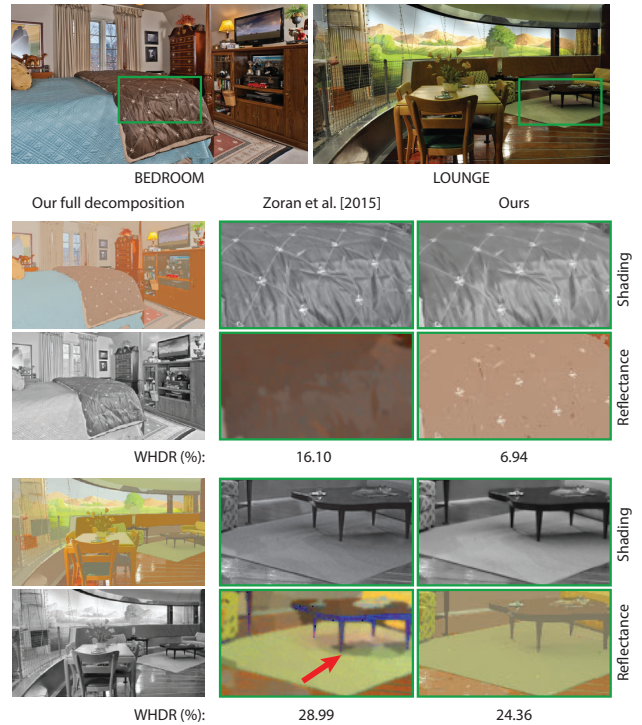 BEDROOM
LOUNGE
Our full decomposition
Zoran et al. [2015]
Ours
Shading
Reflectance
WHDR (%):
16.10
6.94
Shading
Reflectance
WHDR (%):
28.99
24.36